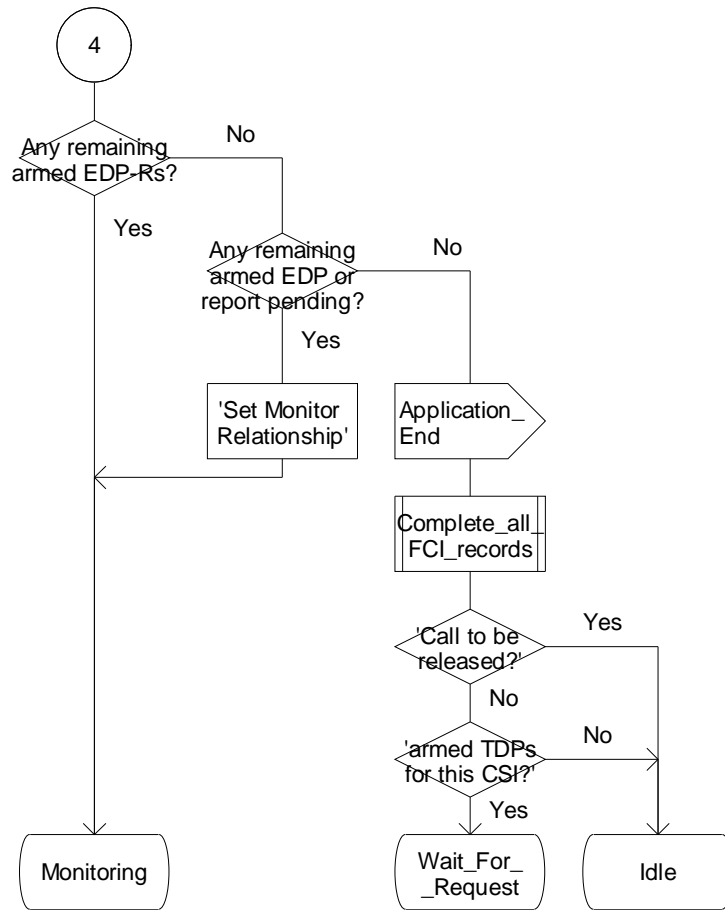 4
Any remaining
armed EDP-Rs?
No
Yes
Any remaining
armed EDP or
report pending?
No
Yes
'Set Monitor
Relationship'
Application_
End
Complete_all_
FCI_records
'Call to be
released?'
Yes
No
'armed TDPs
for this CSI?'
No
Yes
Monitoring
Wait_For_
_Request
Idle